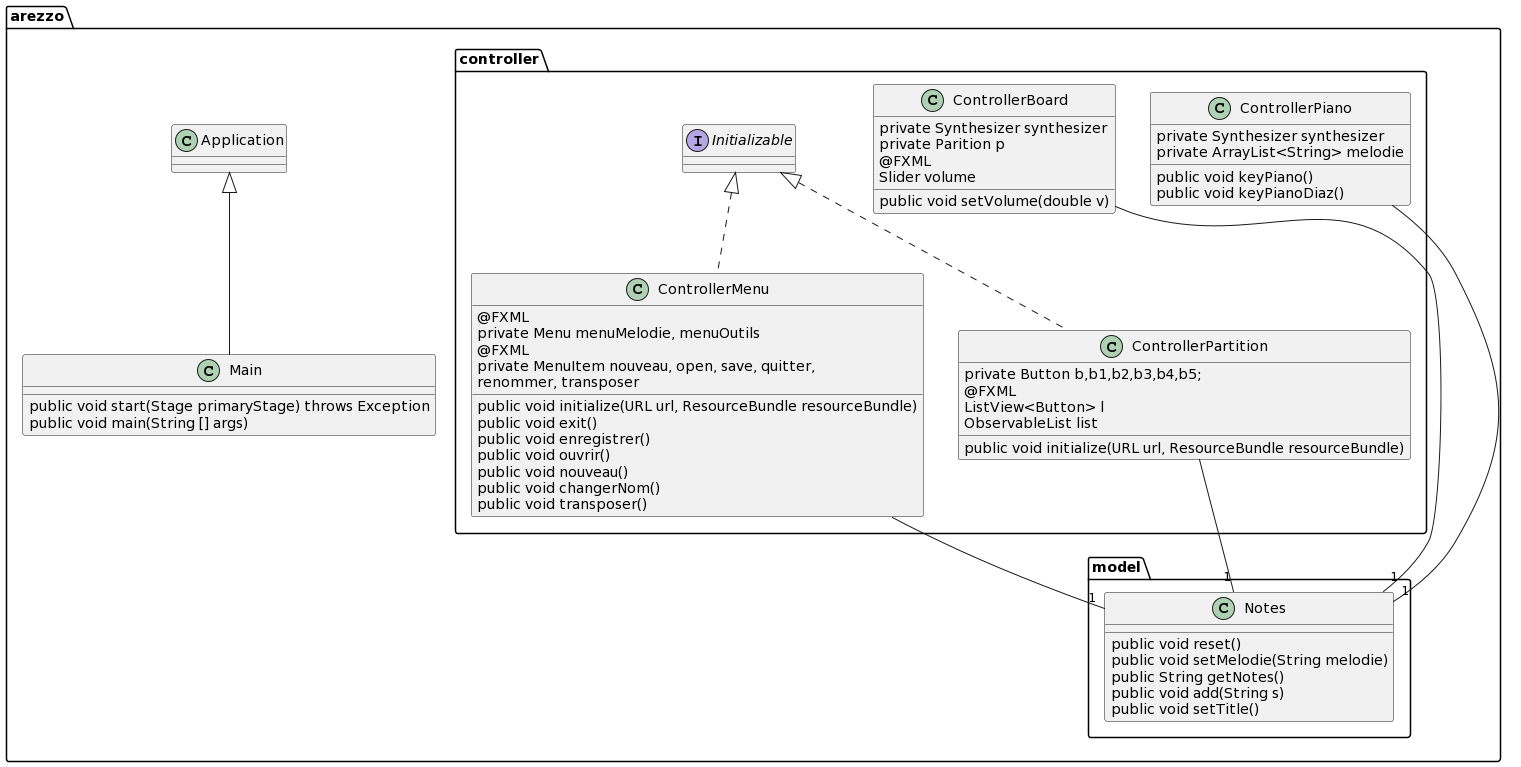 arezzo
controller
C Application
I Initializable
C ControllerBoard
private Synthesizer synthesizer
private Parition p
@FXML
Slider volume
public void setVolume(double v)
C ControllerPiano
private Synthesizer synthesizer
private ArrayList<String> melodie
public void keyPiano()
public void keyPianoDiaz()
C Main
public void start(Stage primaryStage) throws Exception
public void main(String [] args)
C ControllerMenu
@FXML
private Menu menuMelodie, menuOutils
@FXML
private MenuItem nouveau, open, save, quitter,
renommer, transposer
public void initialize(URL url, ResourceBundle resourceBundle)
public void exit()
public void enregistrer()
public void ouvrir()
public void nouveau()
public void changerNom()
public void transposer()
C ControllerPartition
private Button b,b1,b2,b3,b4,b5;
@FXML
ListView<Button> l
ObservableList list
public void initialize(URL url, ResourceBundle resourceBundle)
model
1
1
1
1
C Notes
public void reset()
public void setMelodie(String melodie)
public String getNotes()
public void add(String s)
public void setTitle()